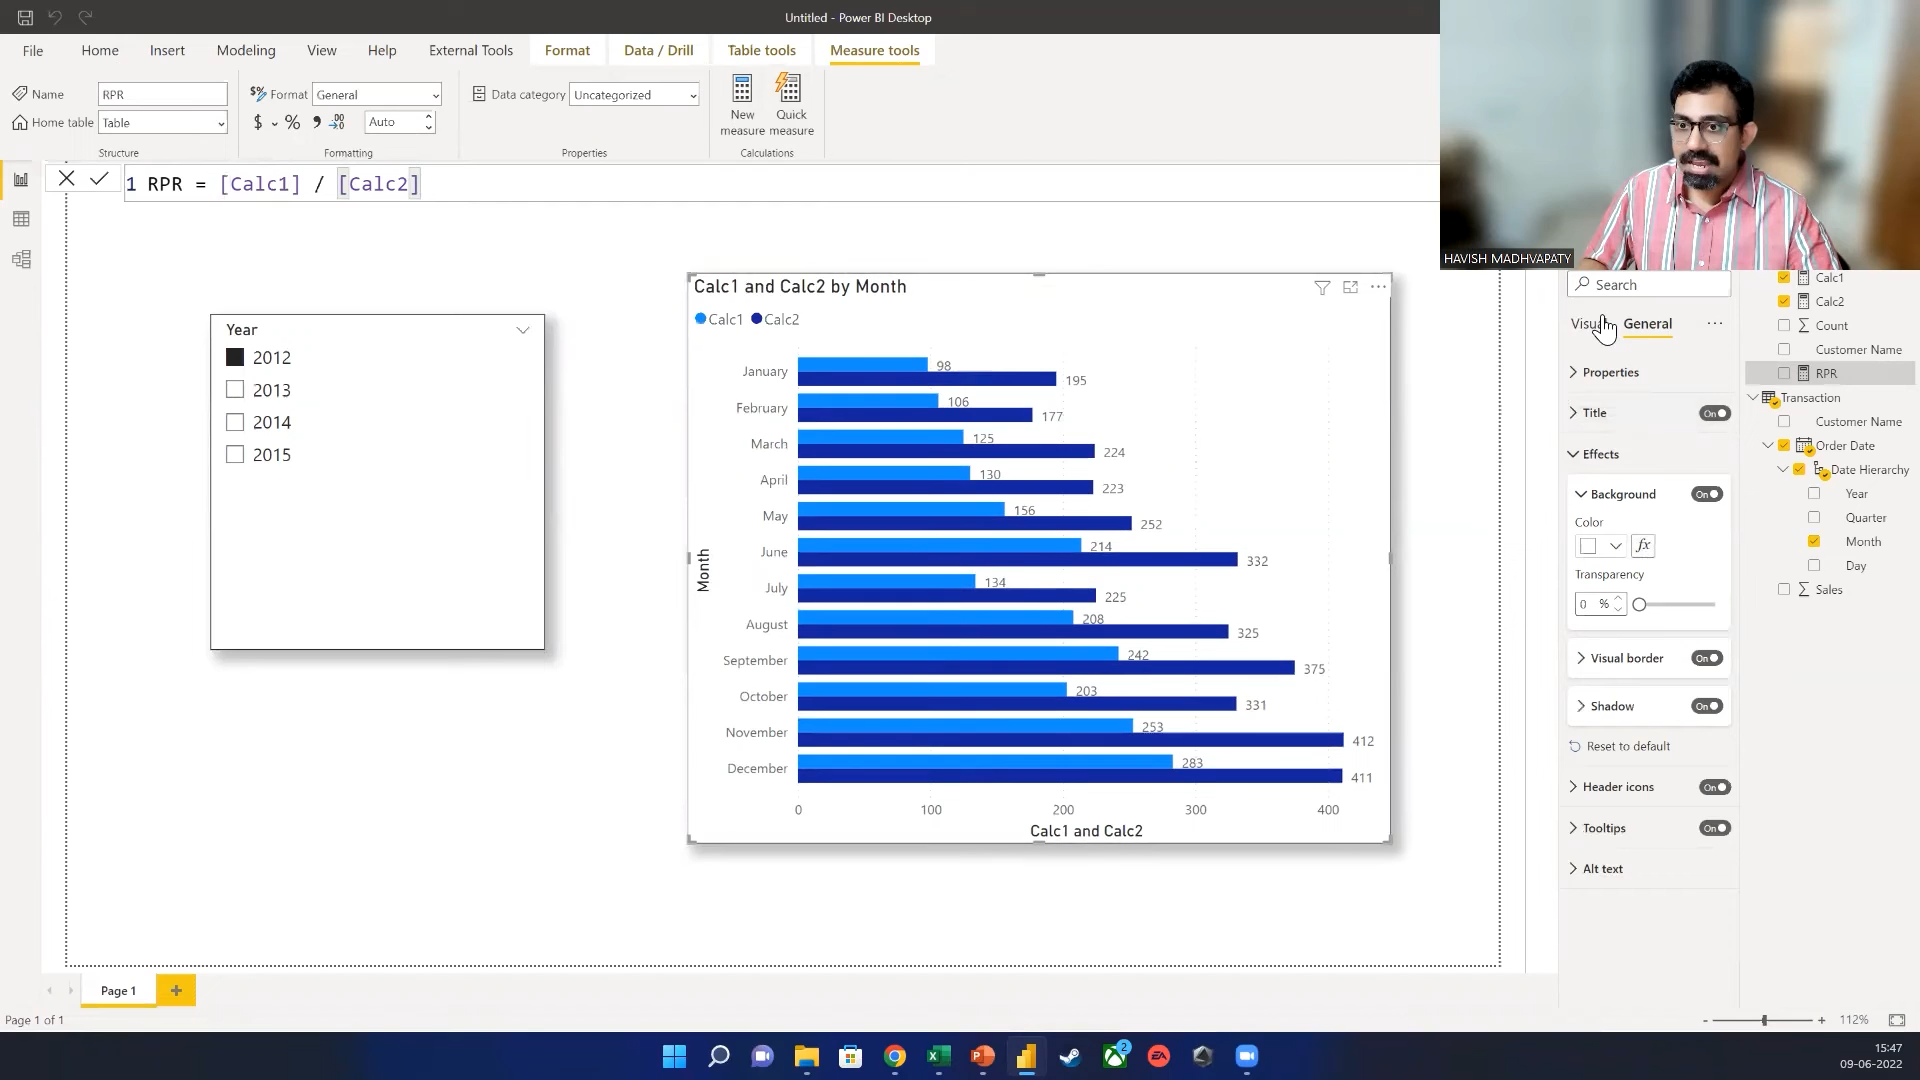 Untitled - Power BI Desktop
File Home Insert Modeling View Help External Tools Format Data / Drill Table tools Measure tools
Name RPR
Home table Table
Structure
$% Format General
$ % 9 .00 Auto
Formatting
Data category Uncategorized
Properties
New measure
Quick measure
Calculations
1 RPR = [Calc1] / [Calc2]
HAVISH MADHVAPATY
Year
2012
2013
2014
2015
Calc1 and Calc2 by Month
Calc1 Calc2
Month
January 98 195
February 106 177
March 125 224
April 130 223
May 156 252
June 214 332
July 134 225
August 208 325
September 242 375
October 203 331
November 253 412
December 283 411
0 100 200 300 400
Calc1 and Calc2
Search
General
Properties
Title On
Effects
Background On
Color
fx
Transparency
0 %
Visual border On
Shadow On
Reset to default
Header icons On
Tooltips On
Alt text
Calc1
Calc2
Count
Customer Name
RPR
Transaction
Customer Name
Order Date
Date Hierarchy
Year
Quarter
Month
Day
Sales
Page 1
Page 1 of 1
- + 112%
2
EA
15:47
09-06-2022